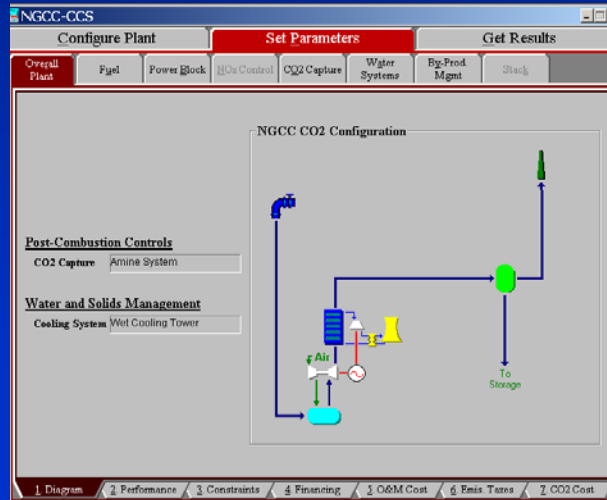 NGCC-CCS
Configure Plant Set Parameters Get Results
Overall Plant Fuel Power Block NOx Control CO2 Capture Water Systems By-Prod. Mgmt Stack
NGCC CO2 Configuration
Post-Combustion Controls
CO2 Capture Amine System
Water and Solids Management
Cooling System Wet Cooling Tower
Air
To
Storage
1. Diagram 2. Performance 3. Constraints 4. Financing 5. O&M Cost 6. Emis. Taxes 7. CO2 Cost